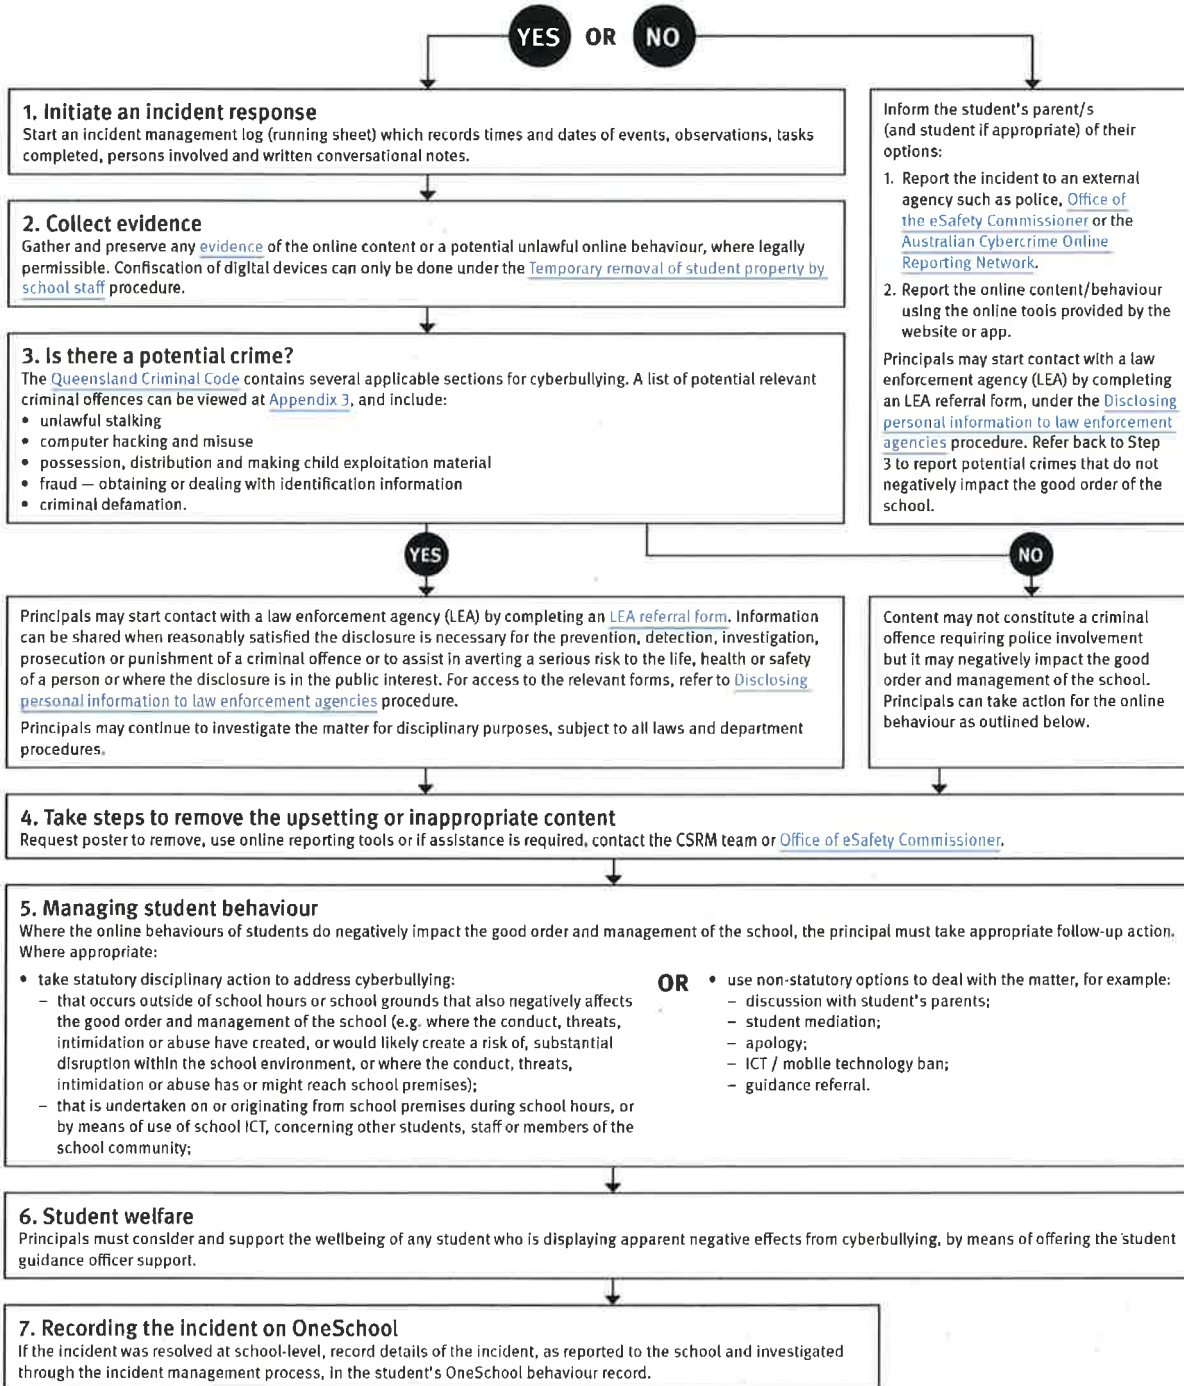 YES OR NO
1. Initiate an incident response
Start an incident management log (running sheet) which records times and dates of events, observations, tasks
completed, persons involved and written conversational notes.
2. Collect evidence
Gather and preserve any evidence of the online content or a potential unlawful online behaviour, where legally
permissible. Confiscation of digital devices can only be done under the Temporary removal of student property by
school staff procedure.
3. Is there a potential crime?
The Queensland Criminal Code contains several applicable sections for cyberbullying. A list of potential relevant
criminal offences can be viewed at Appendix 3, and include:
• unlawful stalking
• computer hacking and misuse
• possession, distribution and making child exploitation material
• fraud — obtaining or dealing with identification information
• criminal defamation.
Inform the student's parent/s
(and student if appropriate) of their
options:
1. Report the incident to an external
agency such as police, Office of
the eSafety Commissioner or the
Australian Cybercrime Online
Reporting Network.
2. Report the online content/behaviour
using the online tools provided by the
website or app.
Principals may start contact with a law
enforcement agency (LEA) by completing
an LEA referral form, under the Disclosing
personal information to law enforcement
agencies procedure. Refer back to Step
3 to report potential crimes that do not
negatively impact the good order of the
school.
YES
NO
Principals may start contact with a law enforcement agency (LEA) by completing an LEA referral form. Information
can be shared when reasonably satisfied the disclosure is necessary for the prevention, detection, investigation,
prosecution or punishment of a criminal offence or to assist in averting a serious risk to the life, health or safety
of a person or where the disclosure is in the public interest. For access to the relevant forms, refer to Disclosing
personal information to law enforcement agencies procedure.
Principals may continue to investigate the matter for disciplinary purposes, subject to all laws and department
procedures.
Content may not constitute a criminal
offence requiring police involvement
but it may negatively impact the good
order and management of the school.
Principals can take action for the online
behaviour as outlined below.
4. Take steps to remove the upsetting or inappropriate content
Request poster to remove, use online reporting tools or if assistance is required, contact the CSRM team or Office of eSafety Commissioner.
5. Managing student behaviour
Where the online behaviours of students do negatively impact the good order and management of the school, the principal must take appropriate follow-up action.
Where appropriate:
• take statutory disciplinary action to address cyberbullying:
– that occurs outside of school hours or school grounds that also negatively affects
the good order and management of the school (e.g. where the conduct, threats,
intimidation or abuse have created, or would likely create a risk of, substantial
disruption within the school environment, or where the conduct, threats,
intimidation or abuse has or might reach school premises);
– that is undertaken on or originating from school premises during school hours, or
by means of use of school ICT, concerning other students, staff or members of the
school community;
OR
• use non-statutory options to deal with the matter, for example:
– discussion with student's parents;
– student mediation;
– apology;
– ICT / mobile technology ban;
– guidance referral.
6. Student welfare
Principals must consider and support the wellbeing of any student who is displaying apparent negative effects from cyberbullying, by means of offering the student
guidance officer support.
7. Recording the incident on OneSchool
If the incident was resolved at school-level, record details of the incident, as reported to the school and investigated
through the incident management process, in the student's OneSchool behaviour record.